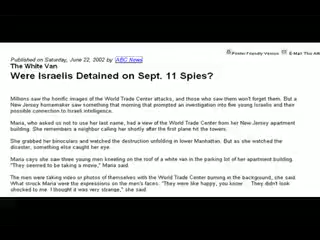 Printer Friendly Version E-Mail This
Published on Saturday, June 22, 2002 by ABC News
The White Van
Were Israelis Detained on Sept. 11 Spies?
Millions saw the horrific images of the World Trade Center attacks, and those who saw them won't forget them. But a
New Jersey homemaker saw something that morning that prompted an investigation into five young Israelis and their
possible connection to Israeli intelligence.
Maria, who asked us not to use her last name, had a view of the World Trade Center from her New Jersey apartment
building. She remembers a neighbor calling her shortly after the first plane hit the towers.
She grabbed her binoculars and watched the destruction unfolding in lower Manhattan. But as she watched the
disaster, something else caught her eye.
Maria says she saw three young men kneeling on the roof of a white van in the parking lot of her apartment building.
"They seemed to be taking a movie," Maria said.
The men were taking video or photos of themselves with the World Trade Center burning in the background, she said.
What struck Maria were the expressions on the men's faces. "They were like happy, you know They didn't look
shocked to me I thought it was very strange," she said.